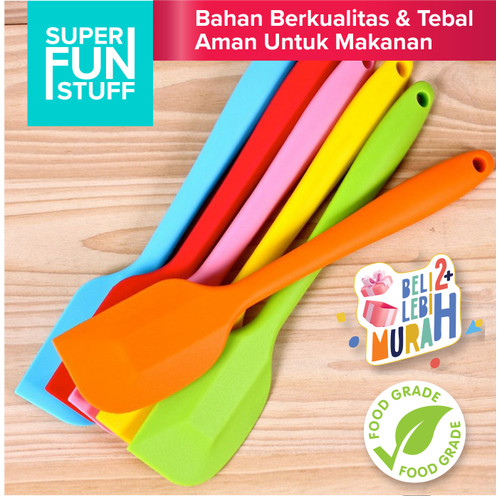 SUPER
FUN
STUFF
Bahan Berkualitas & Tebal
Aman Untuk Makanan
BELI 2+
LEBIH
MURAH
FOOD GRADE
FOOD GRADE